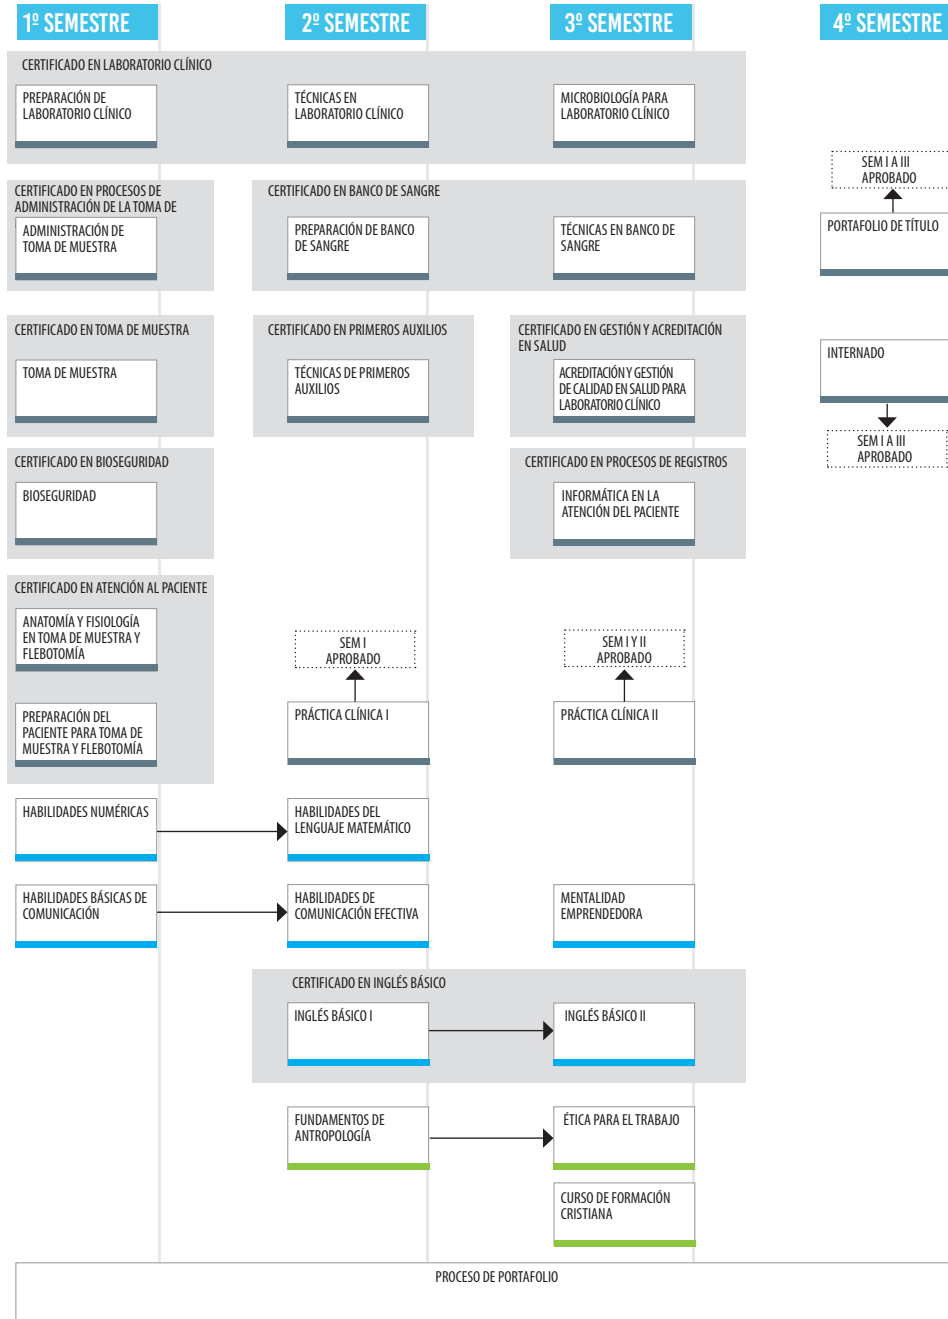 1º SEMESTRE
2º SEMESTRE
3º SEMESTRE
4º SEMESTRE
CERTIFICADO EN LABORATORIO CLÍNICO
PREPARACIÓN DE
LABORATORIO CLÍNICO
TÉCNICAS EN
LABORATORIO CLÍNICO
MICROBIOLOGÍA PARA
LABORATORIO CLÍNICO
SEM I A III
APROBADO
CERTIFICADO EN PROCESOS DE
ADMINISTRACIÓN DE LA TOMA DE
ADMINISTRACIÓN DE
TOMA DE MUESTRA
CERTIFICADO EN BANCO DE SANGRE
PREPARACIÓN DE BANCO
DE SANGRE
TÉCNICAS EN BANCO DE
SANGRE
PORTAFOLIO DE TÍTULO
CERTIFICADO EN TOMA DE MUESTRA
TOMA DE MUESTRA
CERTIFICADO EN PRIMEROS AUXILIOS
TÉCNICAS DE PRIMEROS
AUXILIOS
CERTIFICADO EN GESTIÓN Y ACREDITACIÓN
EN SALUD
ACREDITACIÓN Y GESTIÓN
DE CALIDAD EN SALUD PARA
LABORATORIO CLÍNICO
INTERNADO
SEM I A III
APROBADO
CERTIFICADO EN BIOSEGURIDAD
BIOSEGURIDAD
CERTIFICADO EN PROCESOS DE REGISTROS
INFORMÁTICA EN LA
ATENCIÓN DEL PACIENTE
CERTIFICADO EN ATENCIÓN AL PACIENTE
ANATOMÍA Y FISIOLOGÍA
EN TOMA DE MUESTRA Y
FLEBOTOMÍA
SEM I
APROBADO
SEM I Y II
APROBADO
PREPARACIÓN DEL
PACIENTE PARA TOMA DE
MUESTRA Y FLEBOTOMÍA
PRÁCTICA CLÍNICA I
PRÁCTICA CLÍNICA II
HABILIDADES NUMÉRICAS
HABILIDADES DEL
LENGUAJE MATEMÁTICO
HABILIDADES BÁSICAS DE
COMUNICACIÓN
HABILIDADES DE
COMUNICACIÓN EFECTIVA
MENTALIDAD
EMPRENDEDORA
CERTIFICADO EN INGLÉS BÁSICO
INGLÉS BÁSICO I
INGLÉS BÁSICO II
FUNDAMENTOS DE
ANTROPOLOGÍA
ÉTICA PARA EL TRABAJO
CURSO DE FORMACIÓN
CRISTIANA
PROCESO DE PORTAFOLIO